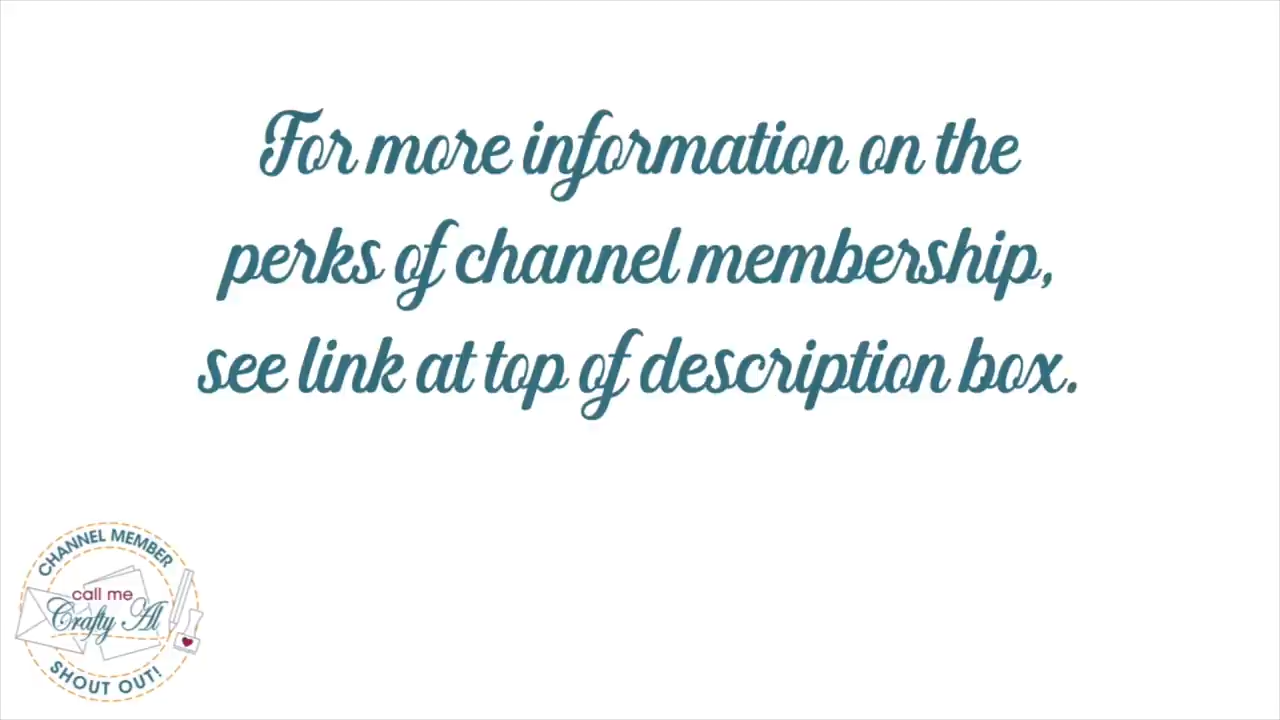 For more information on the
perks of channel membership,
see link at top of description box.
CHANNEL MEMBER
call me
Crafty Al
SHOUT OUT!